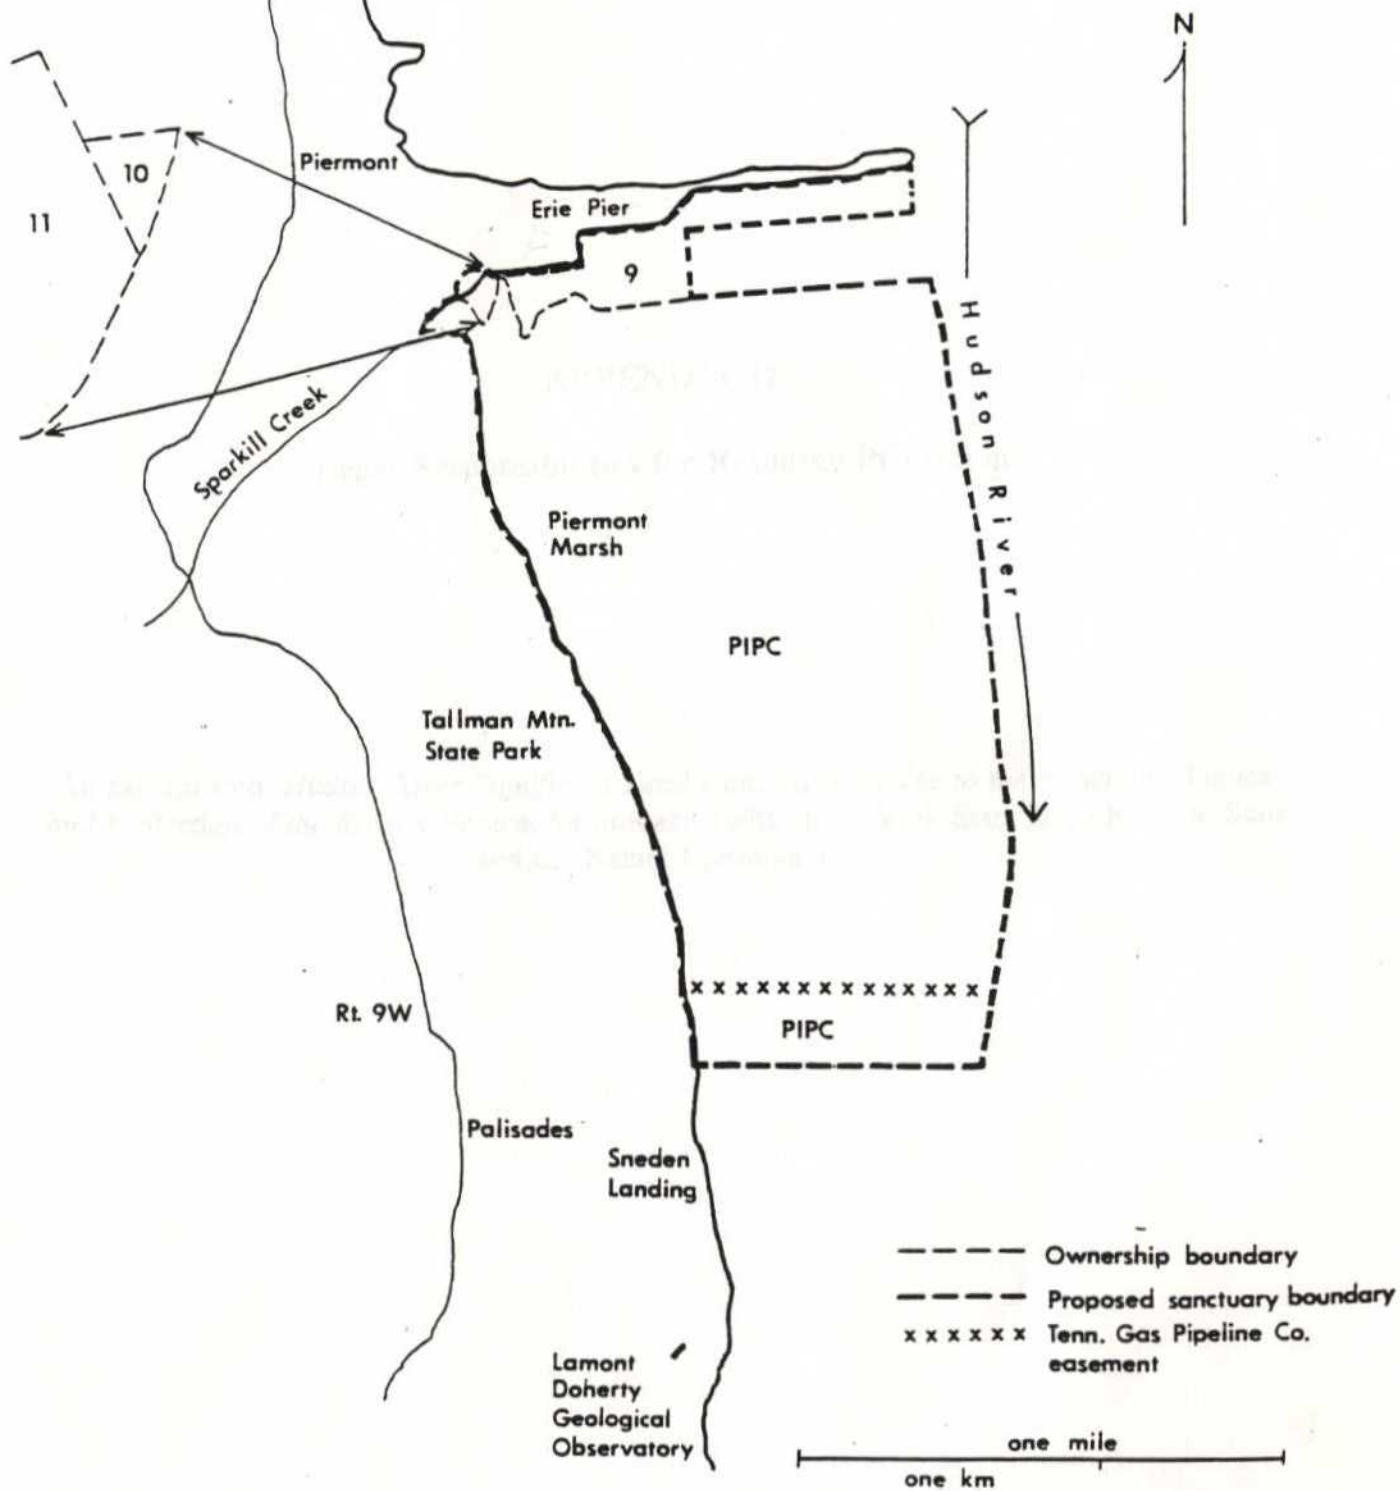 N
10
Piermont
11
Erie Pier
9
Hudson River
Sparkill Creek
Piermont
Marsh
PIPC
Tallman Mtn.
State Park
x x x x x x x x x x x x x x
Rt. 9W
PIPC
Palisades
Sneden
Landing
Ownership boundary
Proposed sanctuary boundary
x x x x x x Tenn. Gas Pipeline Co.
easement
Lamont
Doherty
Geological
Observatory
one mile
one km